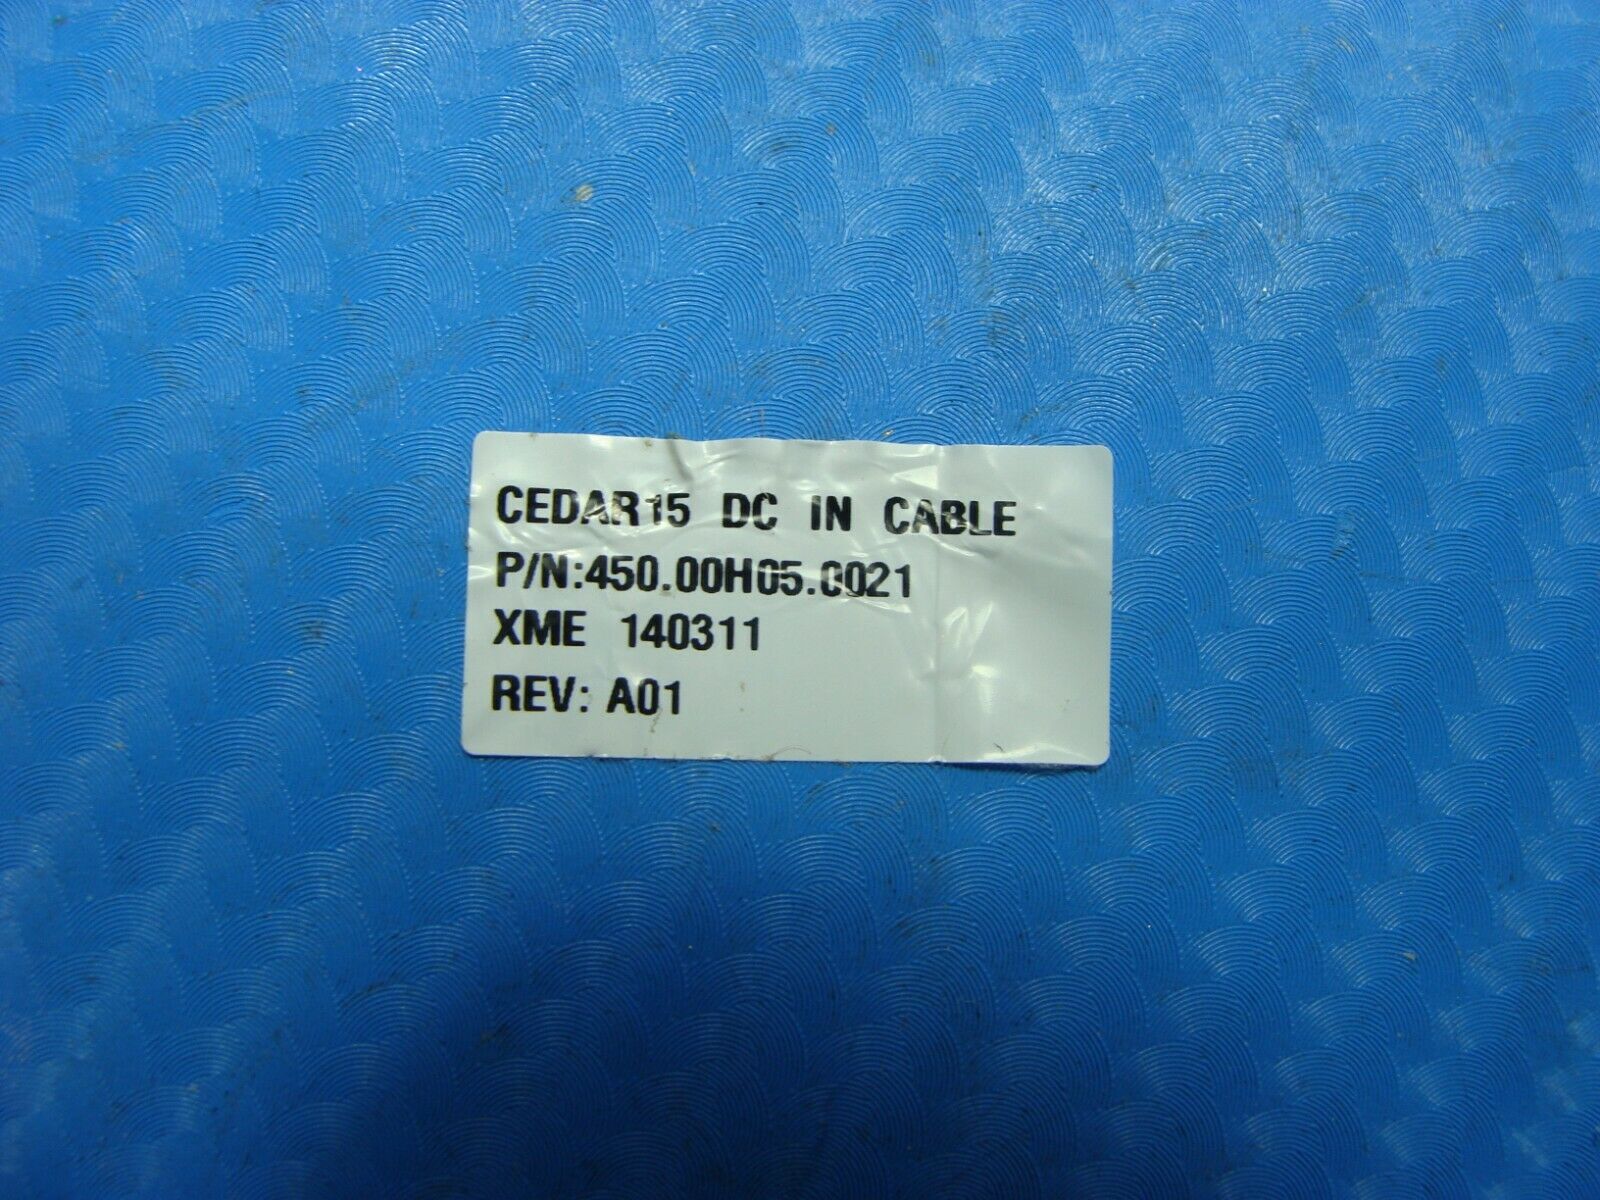 CEDAR15 DC IN CABLE
P/N:450.00H05.0021
XME 140311
REV: A01